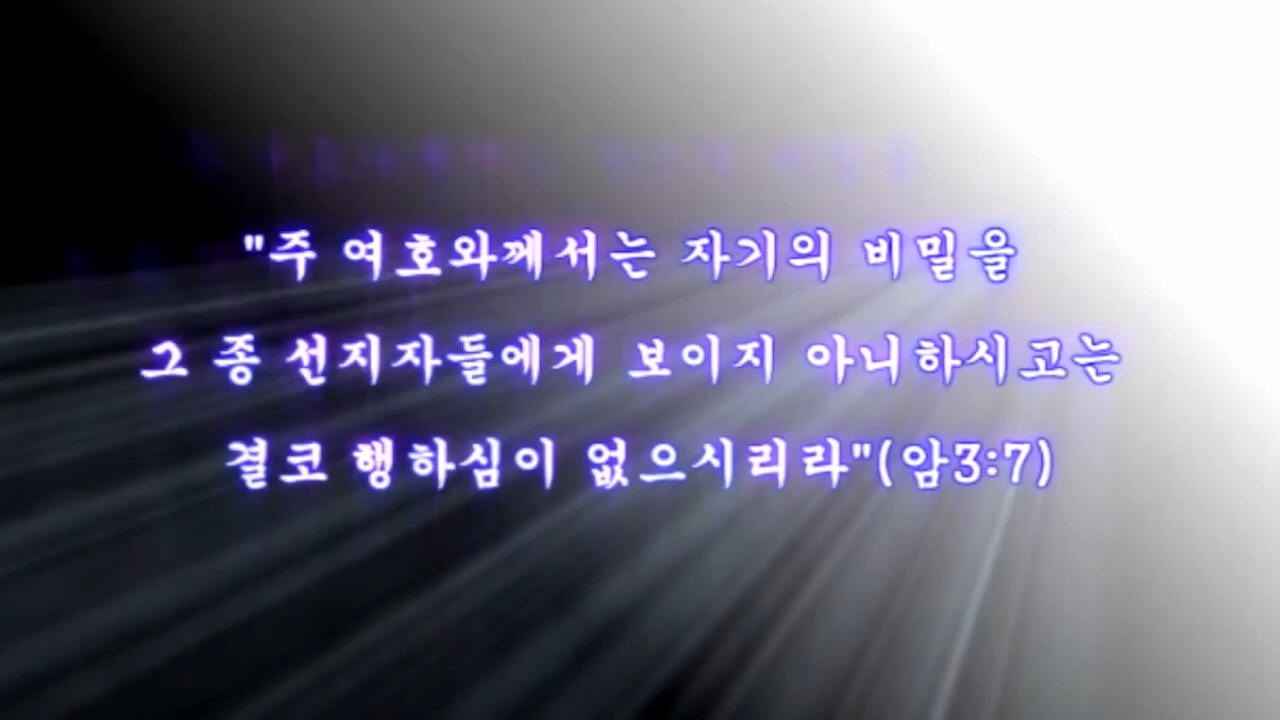 "주 여호와께서는 자기의 비밀을
그 종 선지자들에게 보이지 아니하시고는
결코 행하심이 없으시리라"(암3:7)